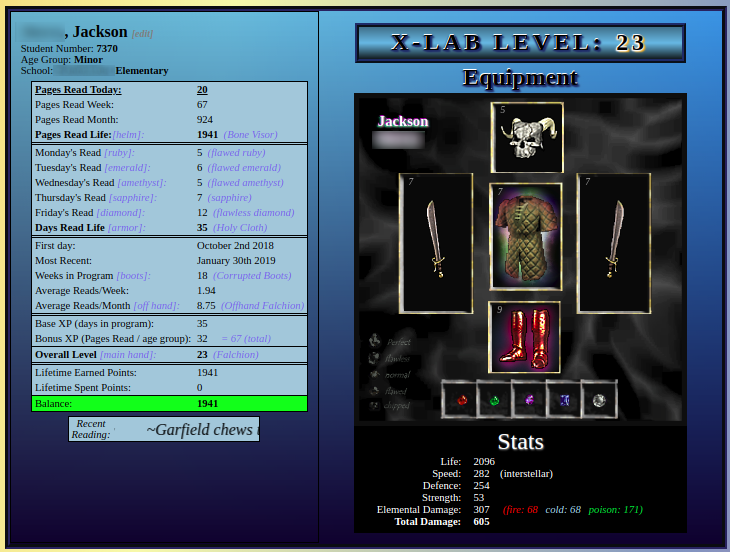 , Jackson [edit]
Student Number: 7370
Age Group: Minor
School: Elementary
Pages Read Today: 20
Pages Read Week: 67
Pages Read Month: 924
Pages Read Life:[helm]: 1941 (Bone Visor)
Monday's Read [ruby]: 5 (flawed ruby)
Tuesday's Read [emerald]: 6 (flawed emerald)
Wednesday's Read [amethyst]: 5 (flawed amethyst)
Thursday's Read [sapphire]: 7 (sapphire)
Friday's Read [diamond]: 12 (flawless diamond)
Days Read Life [armor]: 35 (Holy Cloth)
First day: October 2nd 2018
Most Recent: January 30th 2019
Weeks in Program [boots]: 18 (Corrupted Boots)
Average Reads/Week: 1.94
Average Reads/Month [off hand]: 8.75 (Offhand Falchion)
Base XP (days in program): 35
Bonus XP (Pages Read / age group): 32 = 67 (total)
Overall Level [main hand]: 23 (Falchion)
Lifetime Earned Points: 1941
Lifetime Spent Points: 0
Balance: 1941
Recent Reading: ~Garfield chews
X-LAB LEVEL: 23
Equipment
Jackson
5
7
7
7
9
Perfect
flawless
normal
flawed
chipped
Stats
Life: 2096
Speed: 282 (interstellar)
Defence: 254
Strength: 53
Elemental Damage: 307 (fire: 68 cold: 68 poison: 171)
Total Damage: 605